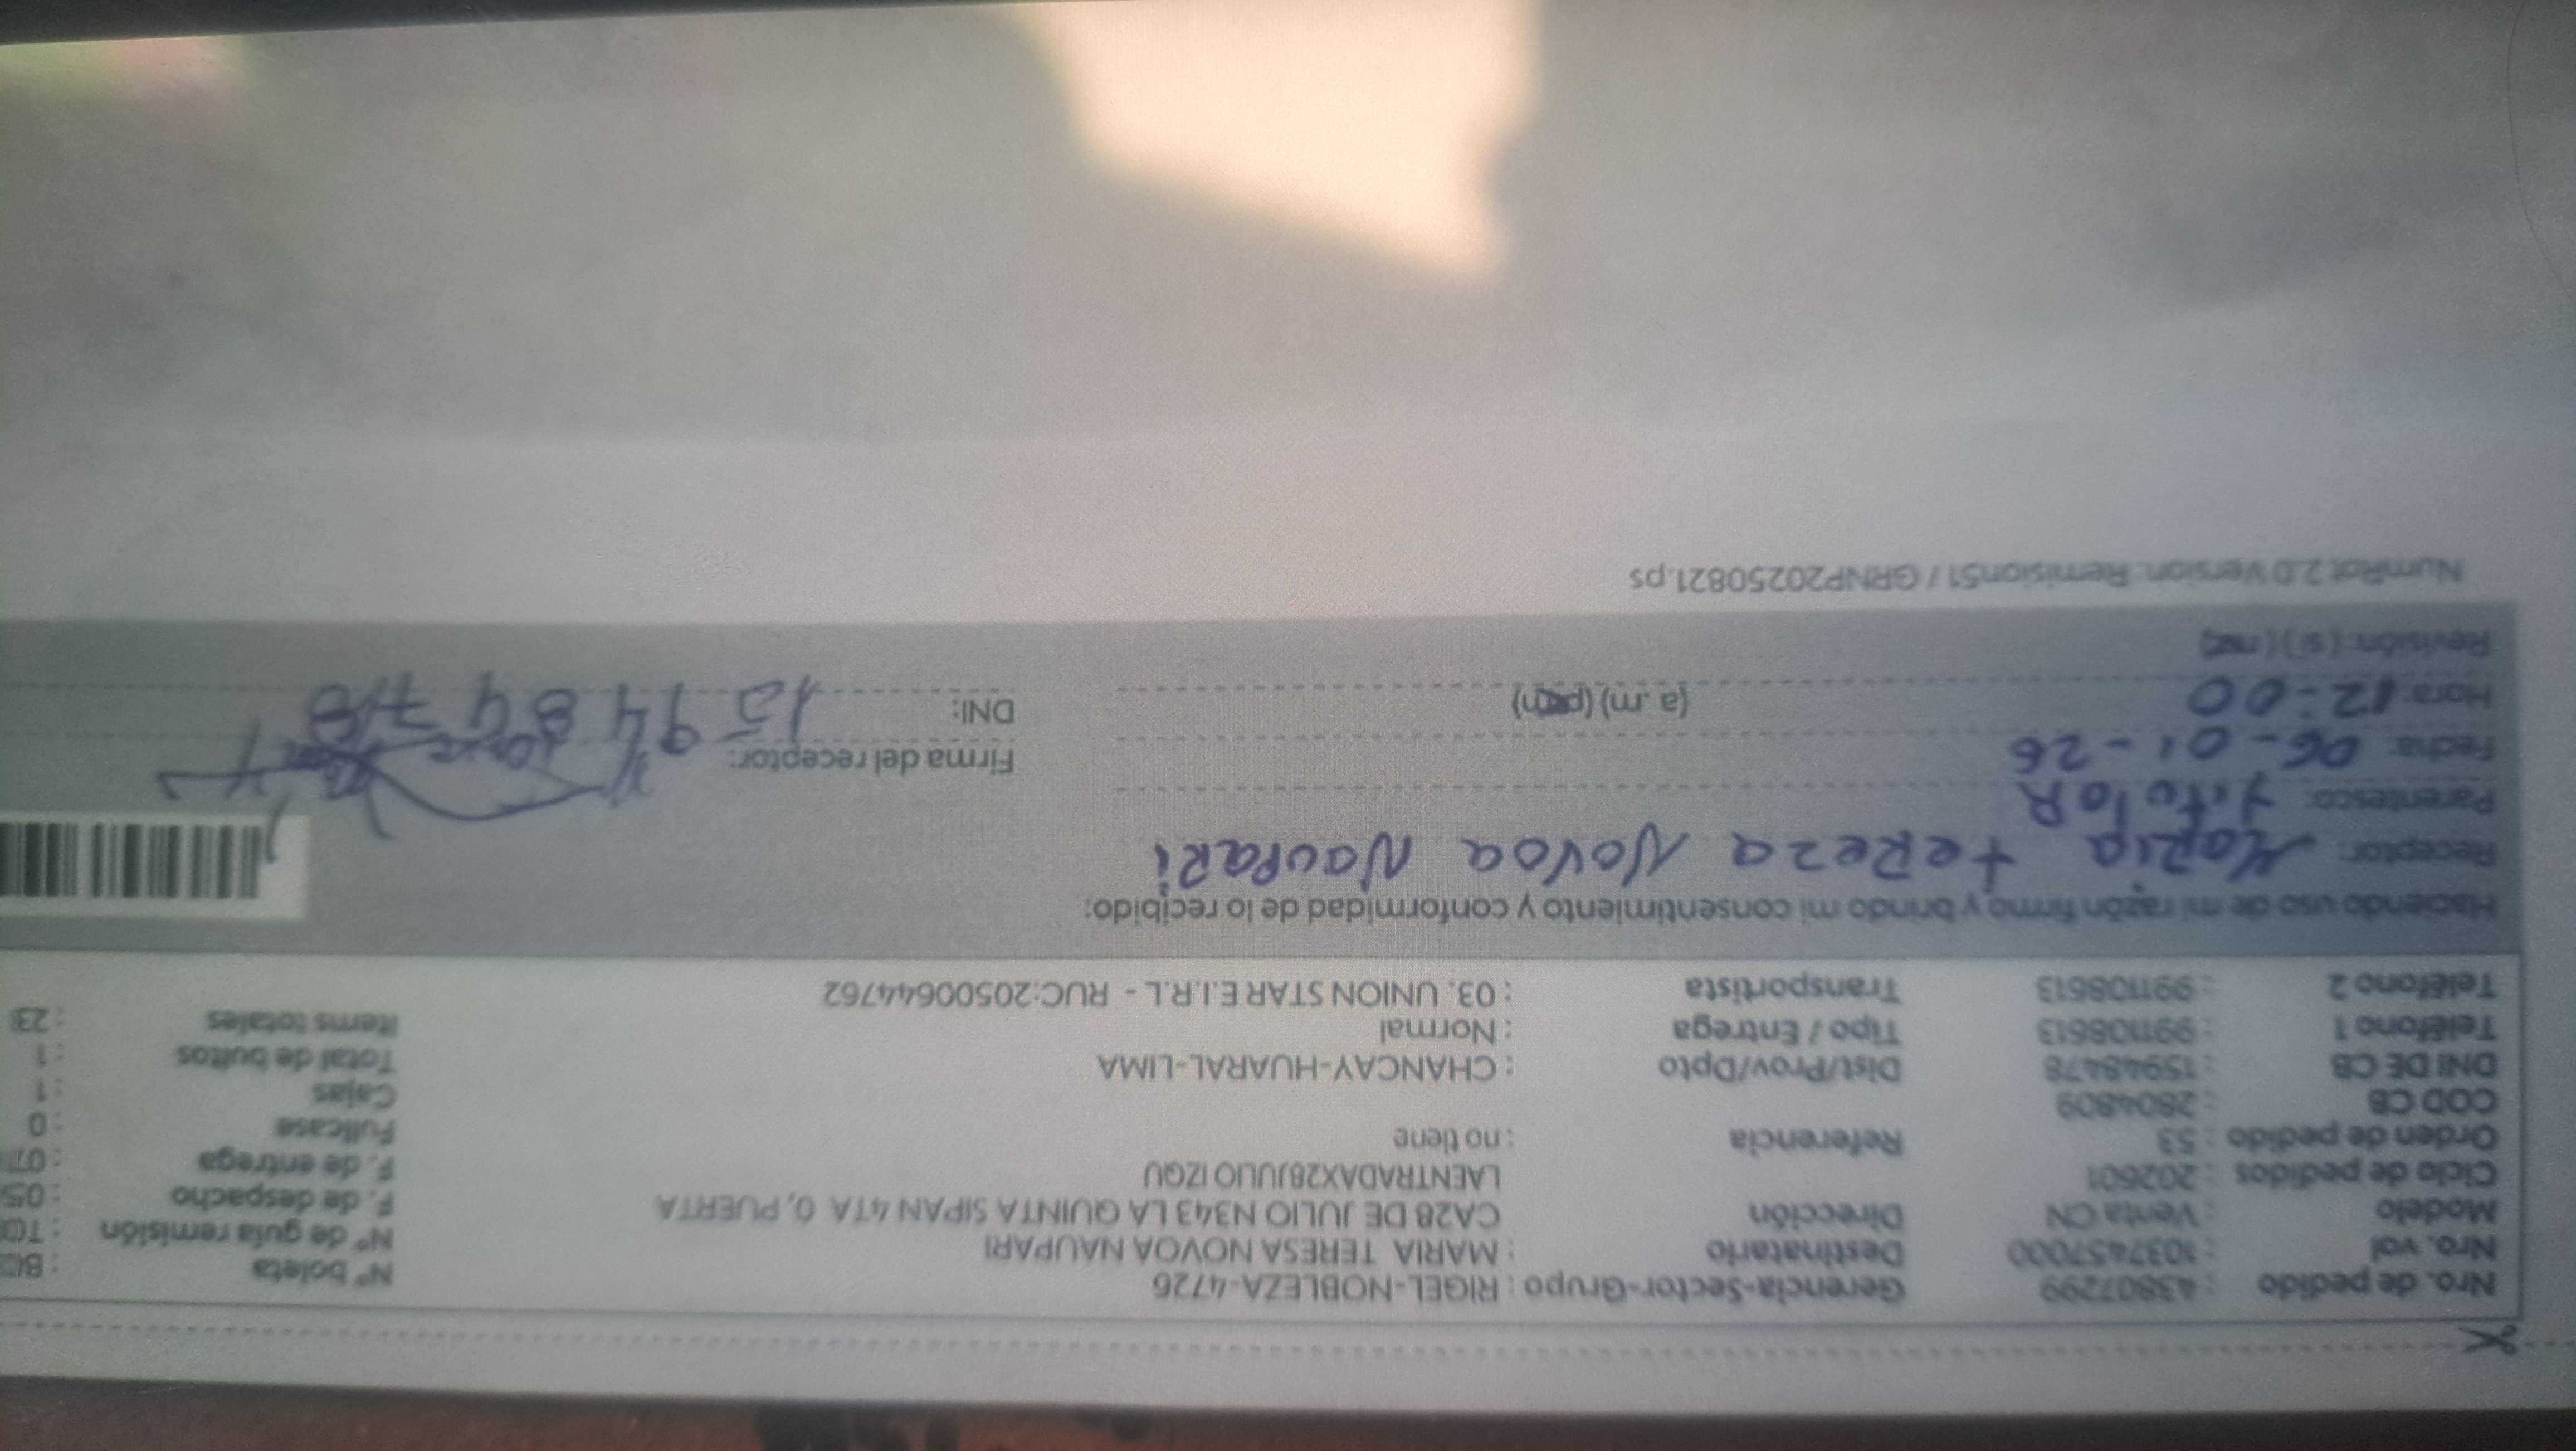 Nro. de pedido : 43807299 Gerencia-Sector-Grupo : RIGEL-NOBLEZA-4726 N° boleta
Nro. vol : 1037457000 Destinatario : MARIA TERESA NOVOA NAUPARI N° de guía remisión
Modelo : Venta CN Dirección : CA28 DE JULIO N343 LA QUINTA SIPAN 4TA 0, PUERTA F. de despacho : 05
Ciclo de pedidos : 202601 LAENTRADAX28JULIO IZQU F. de entrega : 07
Orden de pedido : 53 Referencia : no tiene Fullcase : 0
COD CB : 2804809 Cajas : 1
DNI DE CB : 15948478 Dist/Prov/Dpto : CHANCAY-HUARAL-LIMA Total de bultos : 1
Teléfono 1 : 991108613 Tipo / Entrega : Normal Items totales : 23
Teléfono 2 : 991108613 Transportista : 03. UNION STAR E.I.R.L - RUC:20500644762
Haciendo uso de mi razón firmo y brindo mi consentimiento y conformidad de lo recibido:
Receptor: Maria tereza Novoa Naupari
Parentesco: titular
Fecha: 06-01-26 Firma del receptor:
Hora: 12:00 (a .m) DNI: 15948478
Revisión: ( si )
NumRot 2.0 Version: Remision51 / GRNP20250821.ps